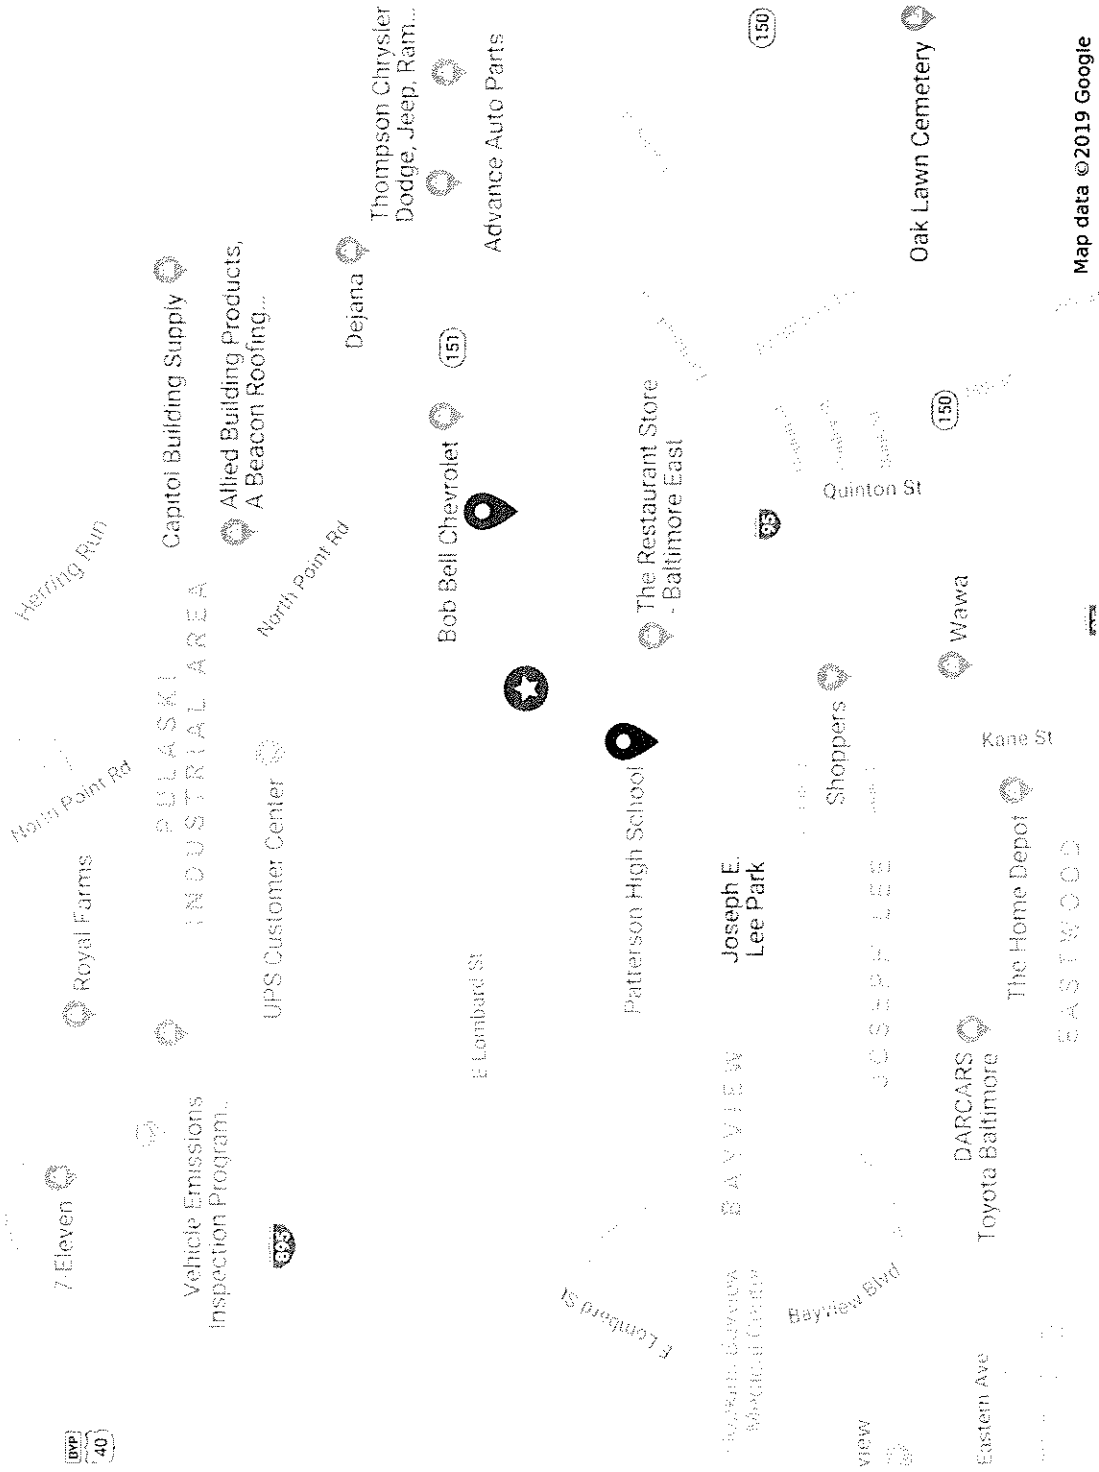 BYP
40
7-Eleven
Royal Farms
North Point Rd
Herring Run
Vehicle Emissions
Inspection Program...
PULASKI
INDUSTRIAL AREA
Capitol Building Supply
Allied Building Products,
A Beacon Roofing...
895
UPS Customer Center
North Point Rd
Dejana
Thompson Chrysler
Dodge, Jeep, Ram...
E Lombard St
Bob Bell Chevrolet
151
Advance Auto Parts
E Lombard St
Patterson High School
The Restaurant Store
- Baltimore East
Medical Center
BAYVIEW
Joseph E.
Lee Park
95
150
Bayview Blvd
Shoppers
Quinton St
view
JOSEPH LEE
Oak Lawn Cemetery
Eastern Ave
DARCARS
Toyota Baltimore
The Home Depot
Kane St
Wawa
150
EASTWOOD
Map data ©2019 Google